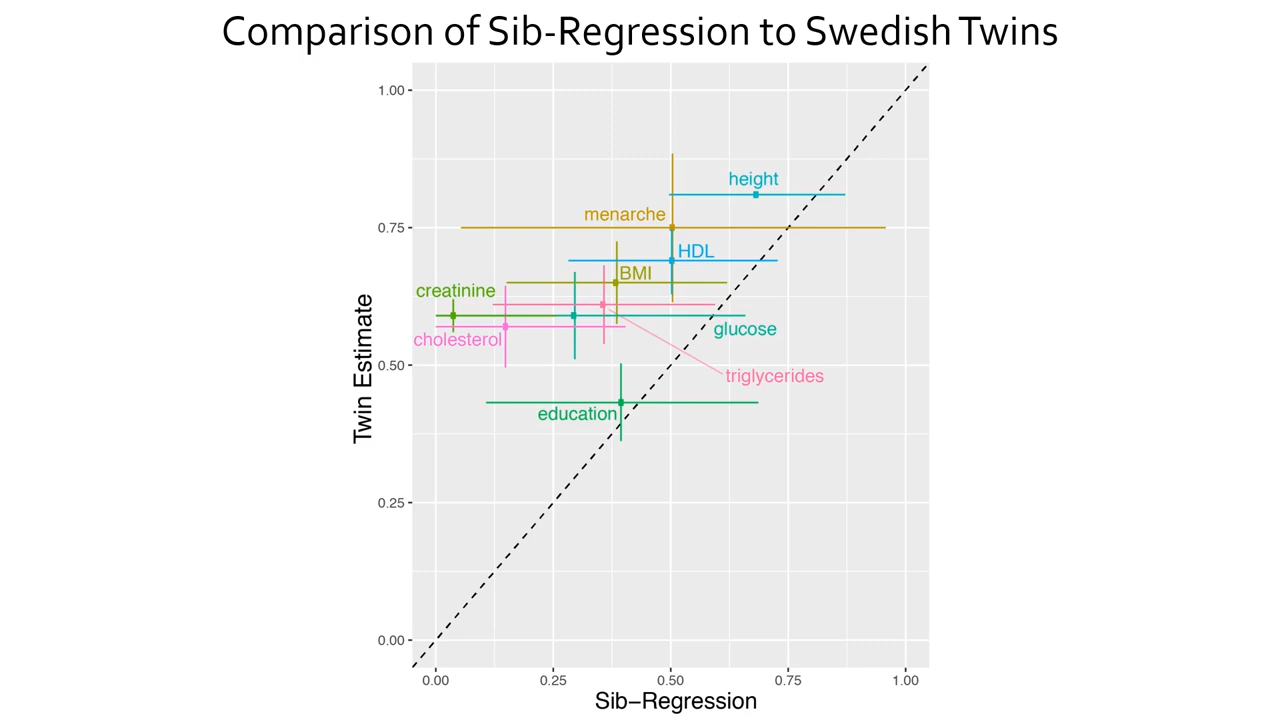 Comparison of Sib-Regression to Swedish Twins
1.00
height
menarche
0.75
HDL
BMI
creatinine
glucose
cholesterol
Twin Estimate
0.50
triglycerides
education
0.25
0.00
0.00 0.25 0.50 0.75 1.00
Sib−Regression